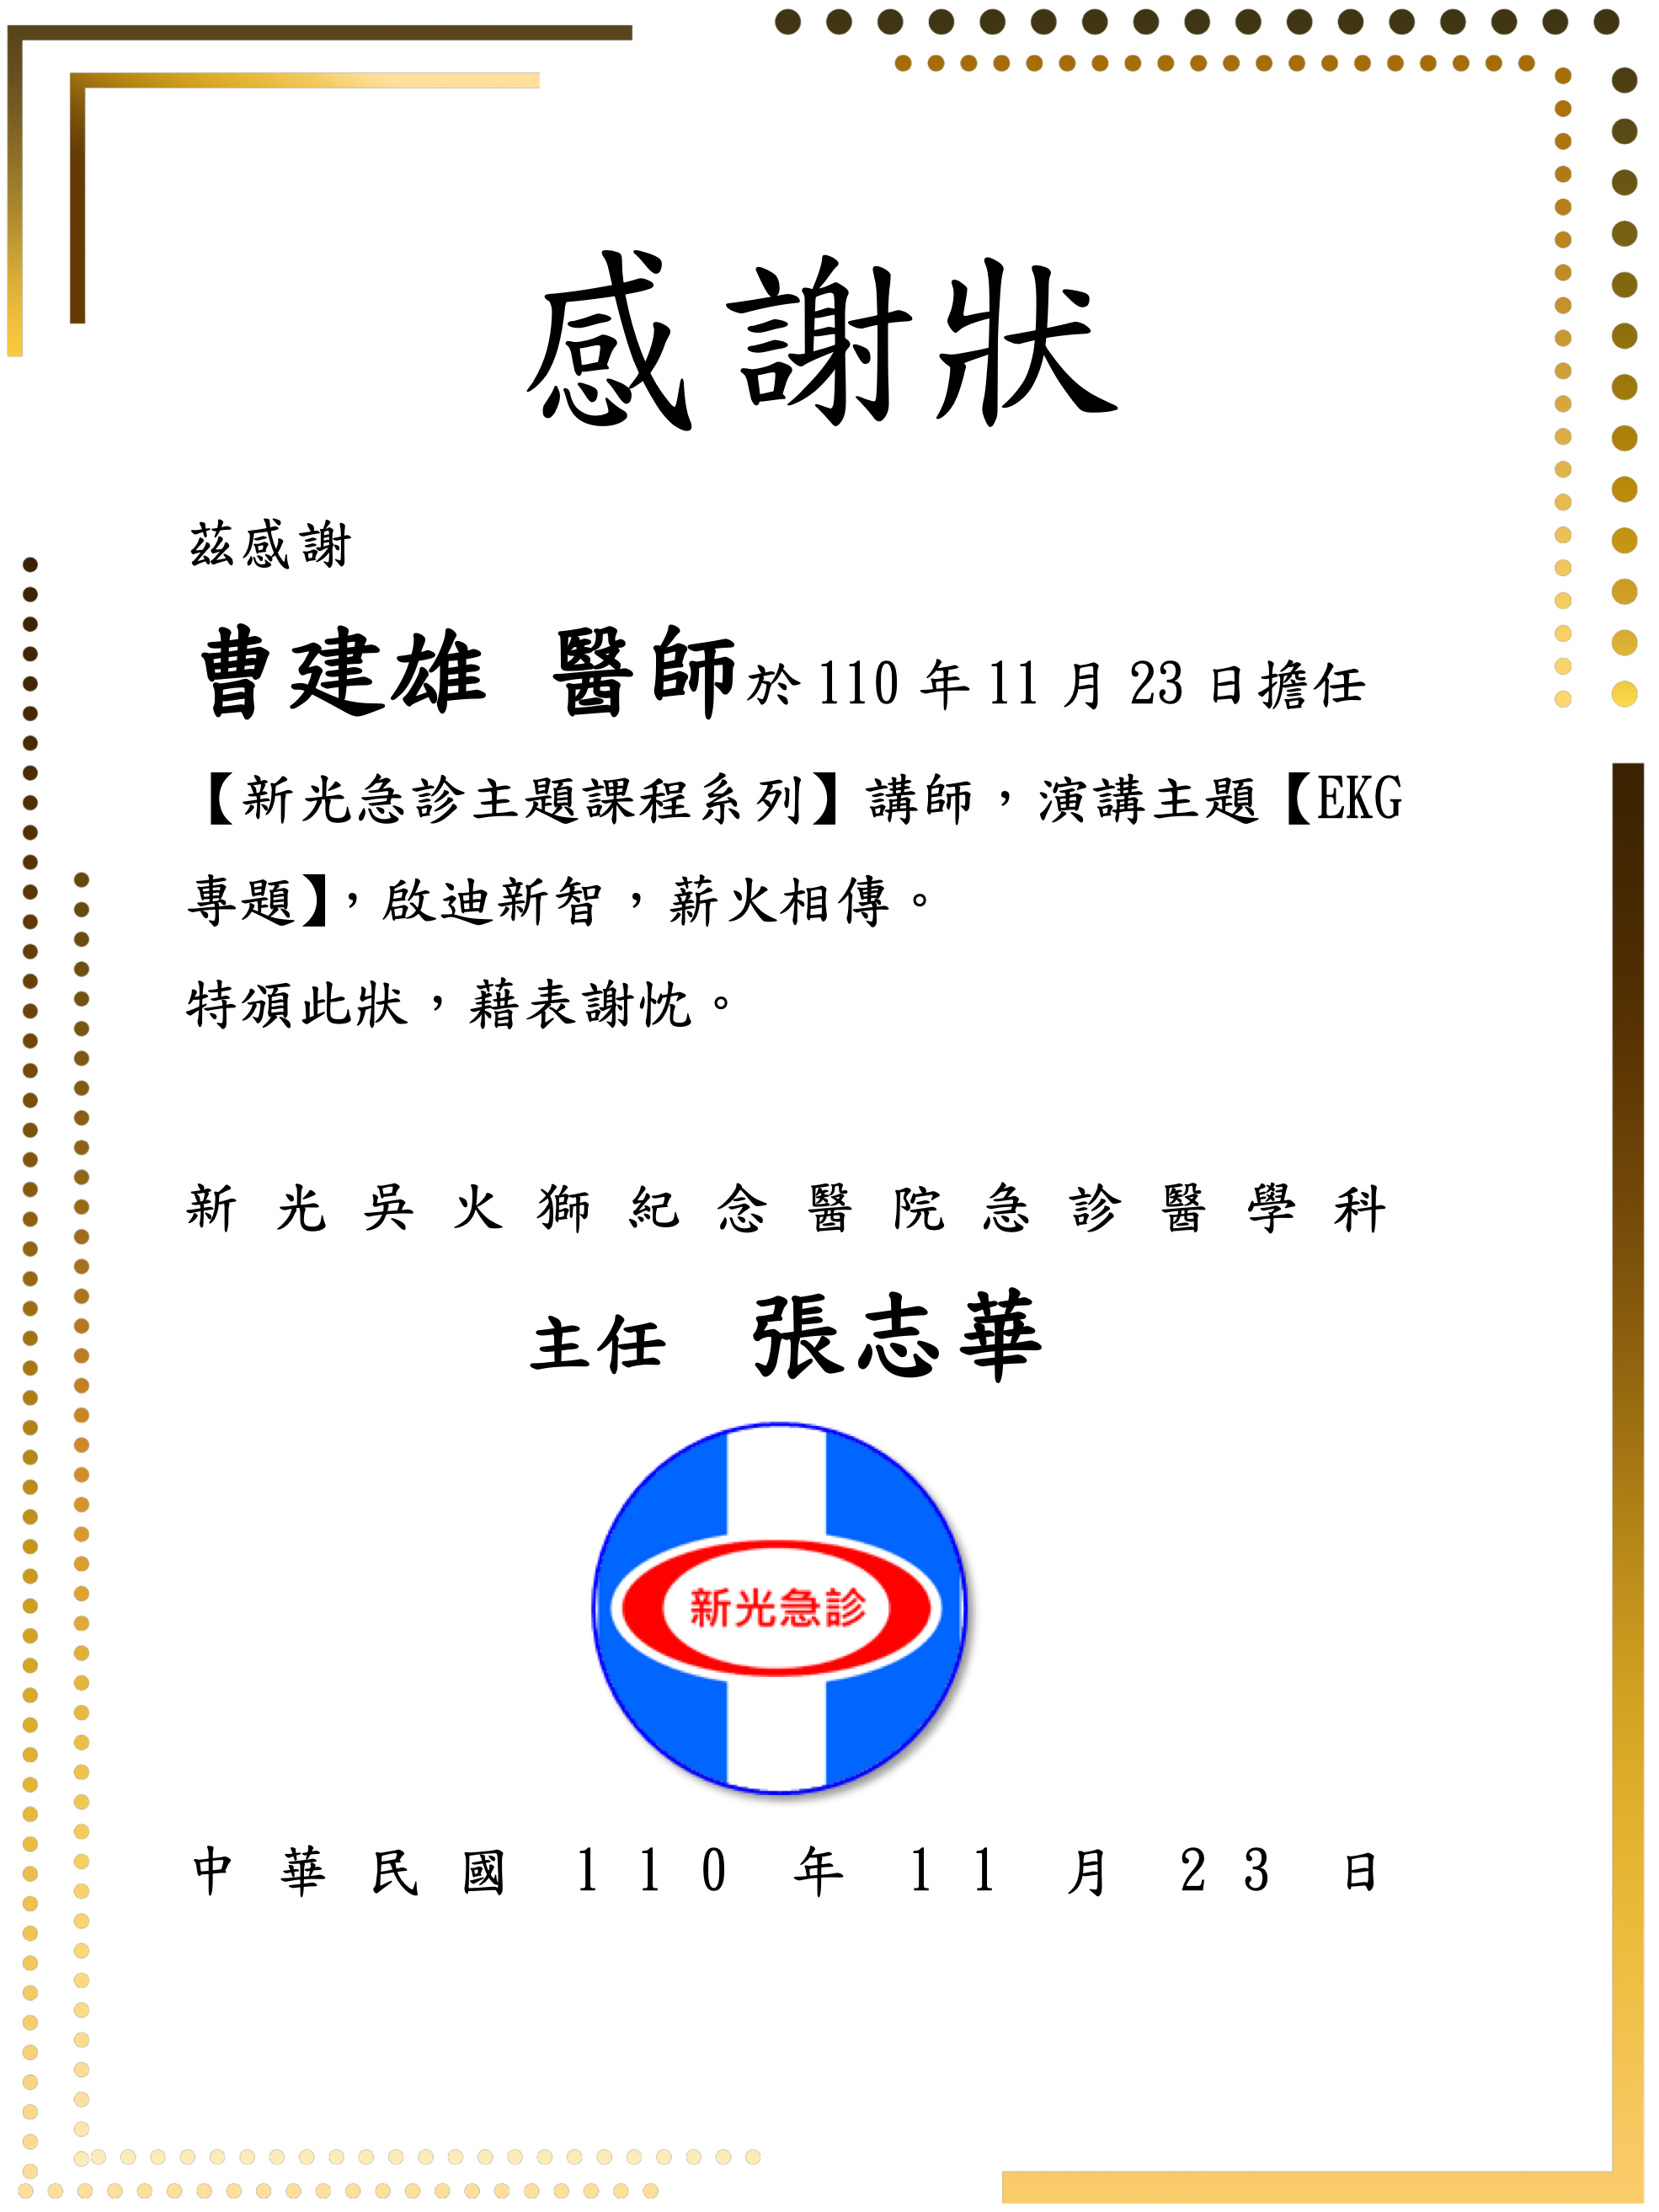 感謝狀
茲感謝
曹建雄 醫師於110年11月23日擔任
【新光急診主題課程系列】講師，演講主題【EKG
專題】，啟迪新智，薪火相傳。
特頒此狀，藉表謝忱。
新光吳火獅紀念醫院急診醫學科
主任 張志華
新光急診
中華民國110年11月23日